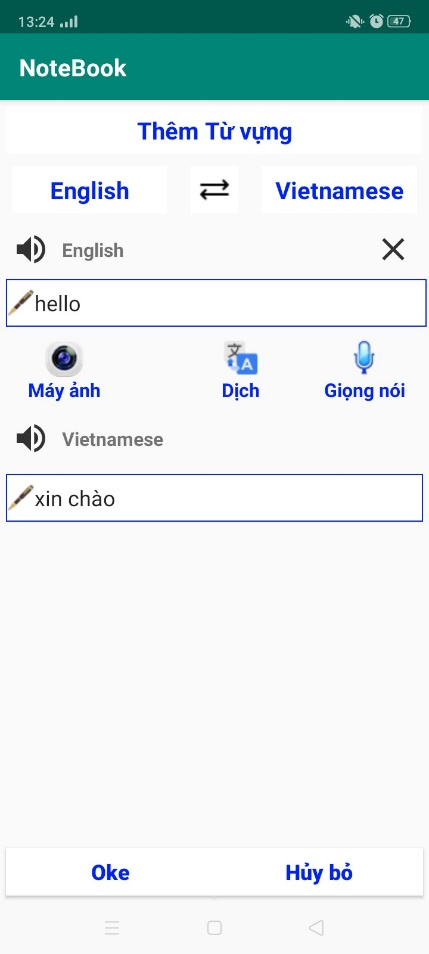 13:24 47
NoteBook
Thêm Từ vựng
English Vietnamese
English
hello
文 A
Máy ảnh Dịch Giọng nói
Vietnamese
xin chào
Oke Hủy bỏ